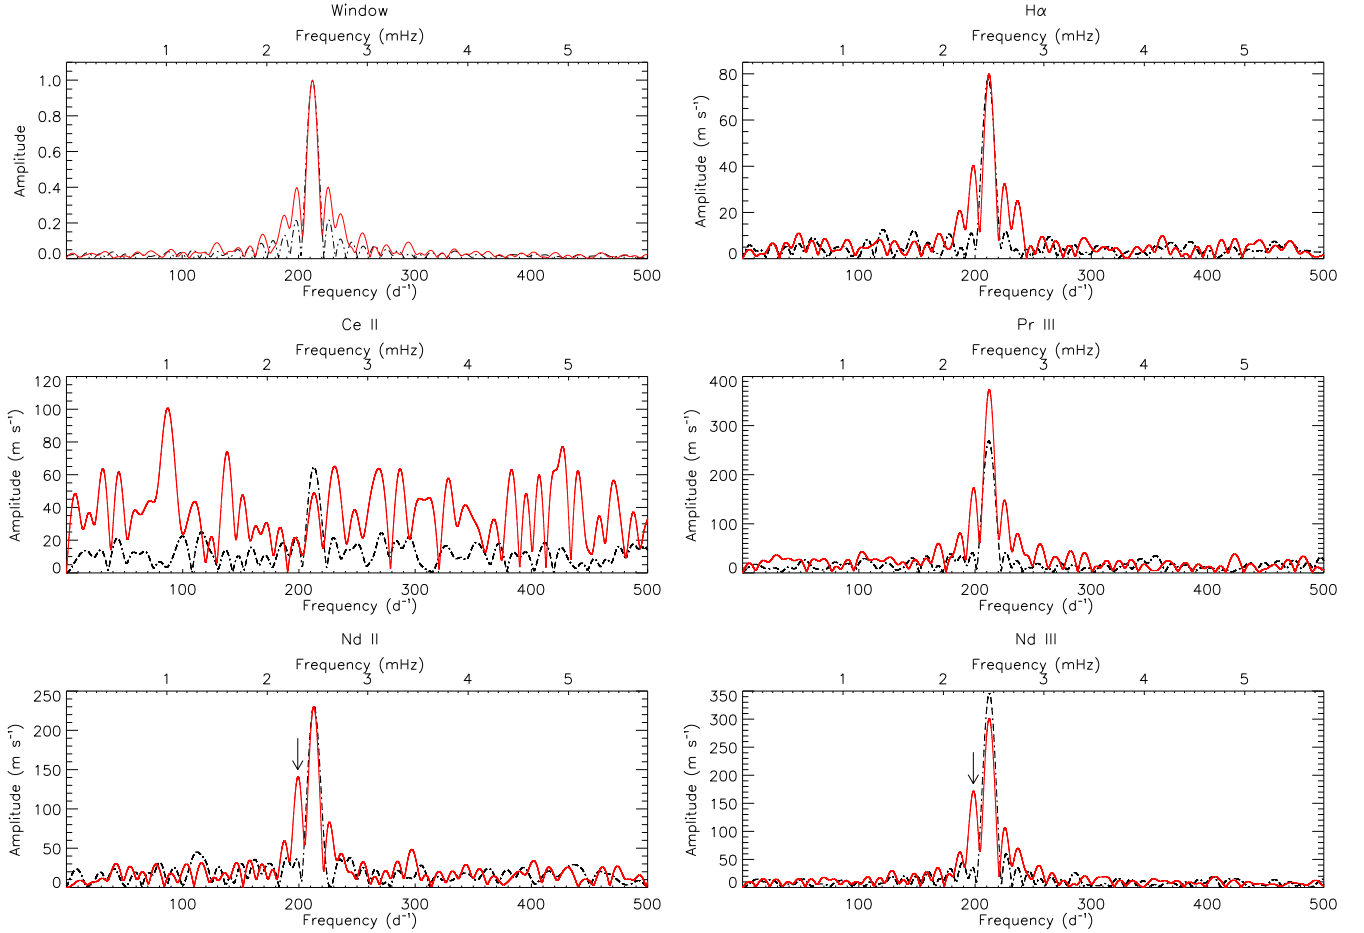 Window
Frequency (mHz)
1 2 3 4 5
Amplitude
1.0
0.8
0.6
0.4
0.2
0.0
100 200 300 400 500
Frequency (d⁻¹)
Hα
Frequency (mHz)
1 2 3 4 5
Amplitude (m s⁻¹)
80
60
40
20
0
100 200 300 400 500
Frequency (d⁻¹)
Ce II
Frequency (mHz)
1 2 3 4 5
Amplitude (m s⁻¹)
120
100
80
60
40
20
0
100 200 300 400 500
Frequency (d⁻¹)
Pr III
Frequency (mHz)
1 2 3 4 5
Amplitude (m s⁻¹)
400
300
200
100
0
100 200 300 400 500
Frequency (d⁻¹)
Nd II
Frequency (mHz)
1 2 3 4 5
Amplitude (m s⁻¹)
250
200
150
100
50
0
100 200 300 400 500
Frequency (d⁻¹)
Nd III
Frequency (mHz)
1 2 3 4 5
Amplitude (m s⁻¹)
350
300
250
200
150
100
50
0
100 200 300 400 500
Frequency (d⁻¹)